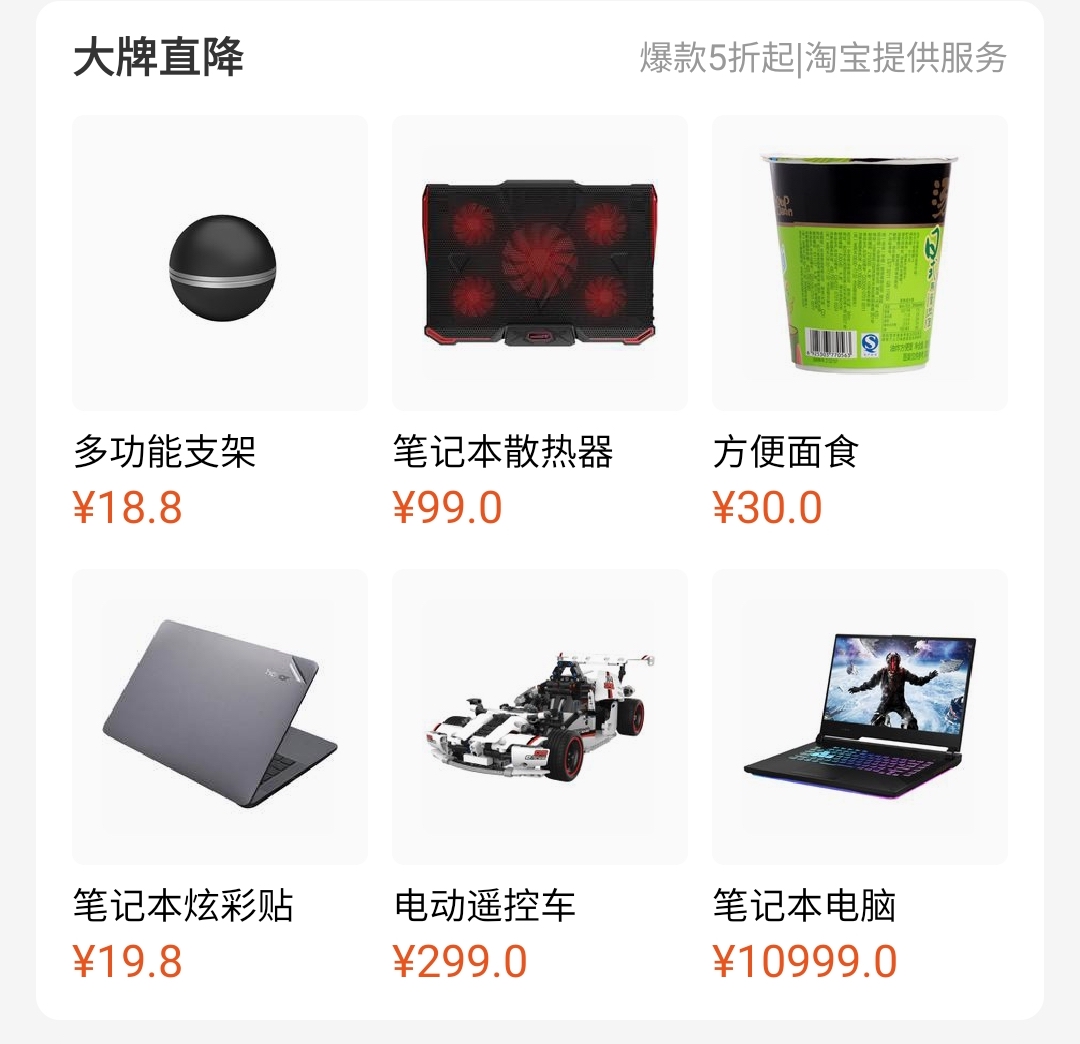 大牌直降
爆款5折起|淘宝提供服务
多功能支架
¥18.8
笔记本散热器
¥99.0
方便面食
¥30.0
笔记本炫彩贴
¥19.8
电动遥控车
¥299.0
笔记本电脑
¥10999.0